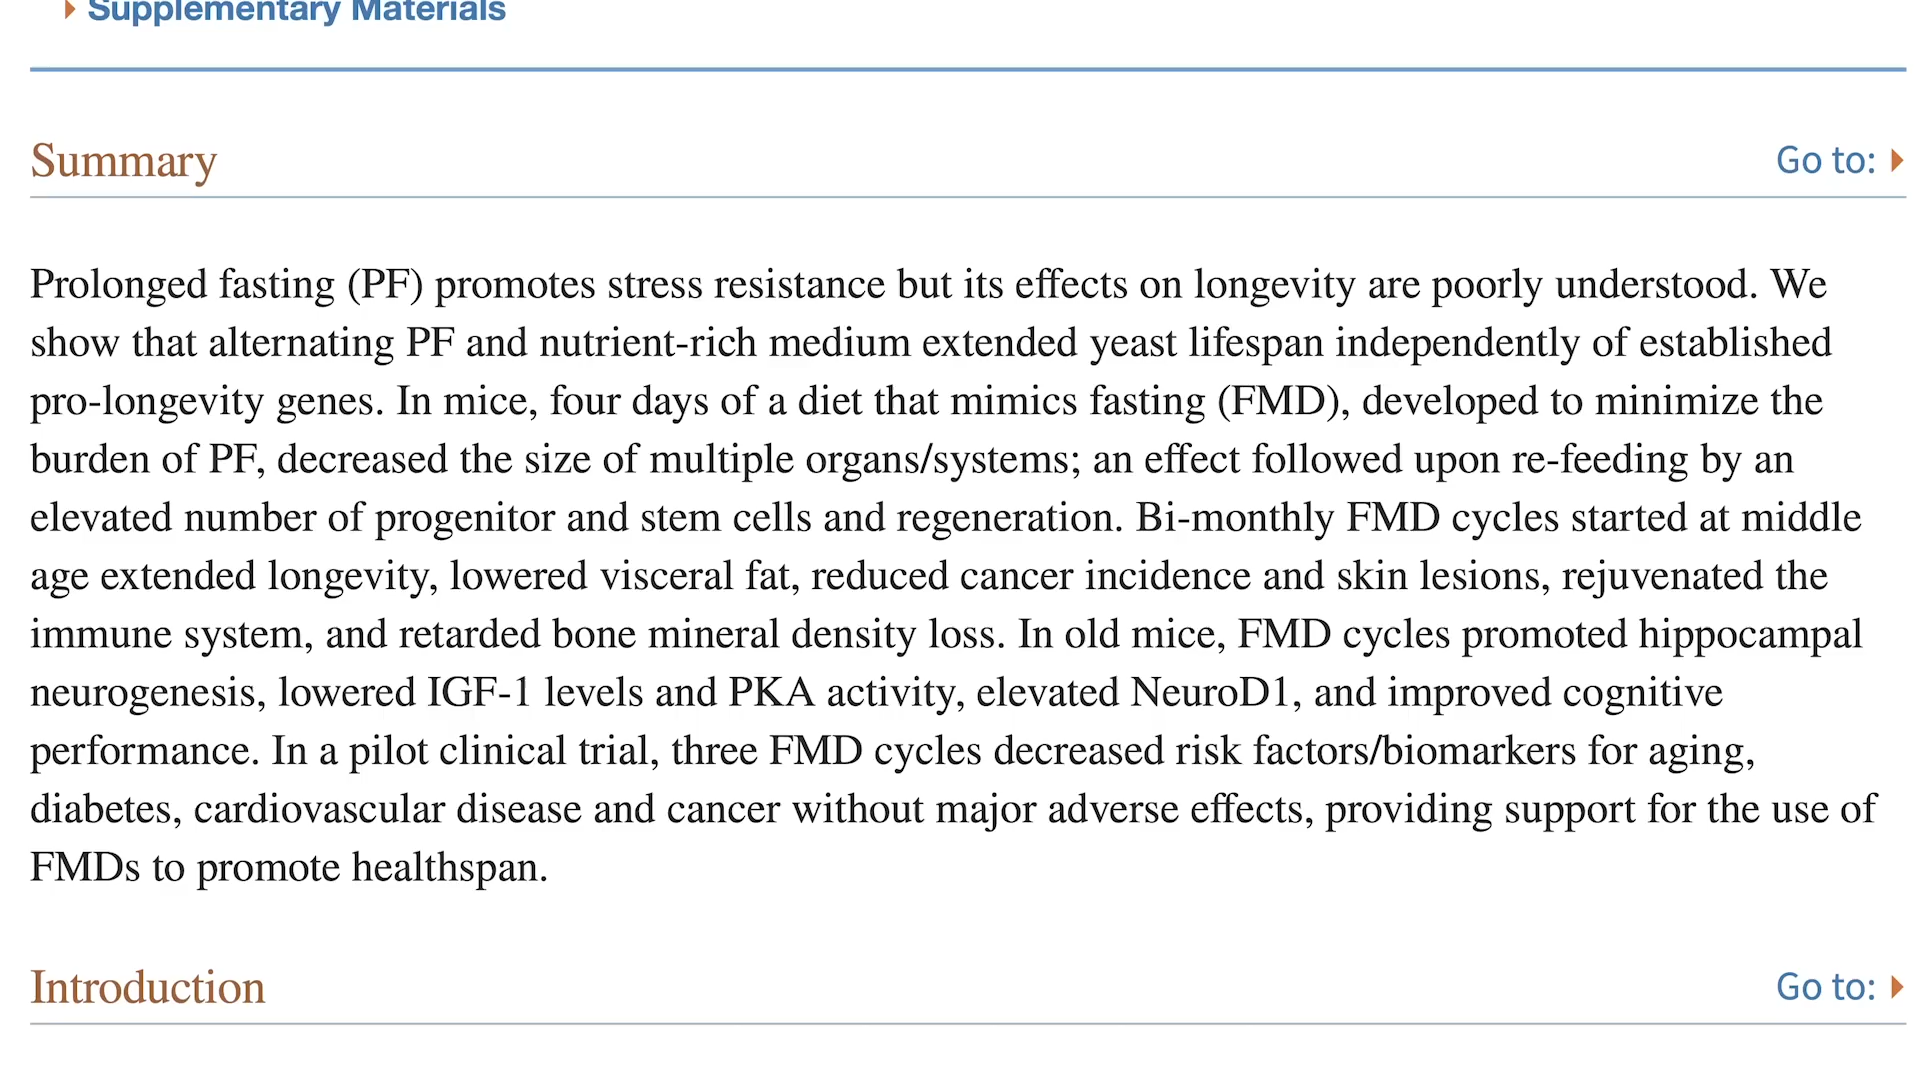 Supplementary Materials
Summary
Go to:
Prolonged fasting (PF) promotes stress resistance but its effects on longevity are poorly understood. We
show that alternating PF and nutrient-rich medium extended yeast lifespan independently of established
pro-longevity genes. In mice, four days of a diet that mimics fasting (FMD), developed to minimize the
burden of PF, decreased the size of multiple organs/systems; an effect followed upon re-feeding by an
elevated number of progenitor and stem cells and regeneration. Bi-monthly FMD cycles started at middle
age extended longevity, lowered visceral fat, reduced cancer incidence and skin lesions, rejuvenated the
immune system, and retarded bone mineral density loss. In old mice, FMD cycles promoted hippocampal
neurogenesis, lowered IGF-1 levels and PKA activity, elevated NeuroD1, and improved cognitive
performance. In a pilot clinical trial, three FMD cycles decreased risk factors/biomarkers for aging,
diabetes, cardiovascular disease and cancer without major adverse effects, providing support for the use of
FMDs to promote healthspan.
Introduction
Go to: